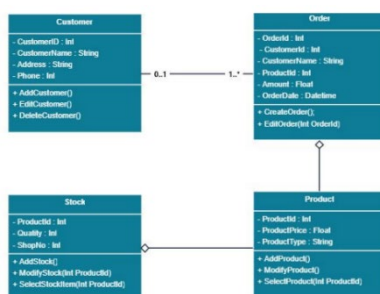 Customer
- CustomerID : Int
- CustomerName : String
- Address : String
- Phone : Int
+ AddCustomer()
+ EditCustomer()
+ DeleteCustomer()
0..1
1..*
Order
- OrderId : Int
- CustomerId : Int
- CustomerName : String
- ProductId : Int
- Amount : Float
- OrderDate : Datetime
+ CreateOrder();
+ EditOrder(Int OrderId)
Stock
- ProductId : Int
- Quatity : Int
- ShopNo : Int
+ AddStock()
+ ModifyStock(Int ProductId)
+ SelectStockItem(Int ProductId)
Product
- ProductId : Int
- ProductPrice : Float
- ProductType : String
+ AddProduct()
+ ModifyProduct()
+ SelectProduct(Int ProductId)